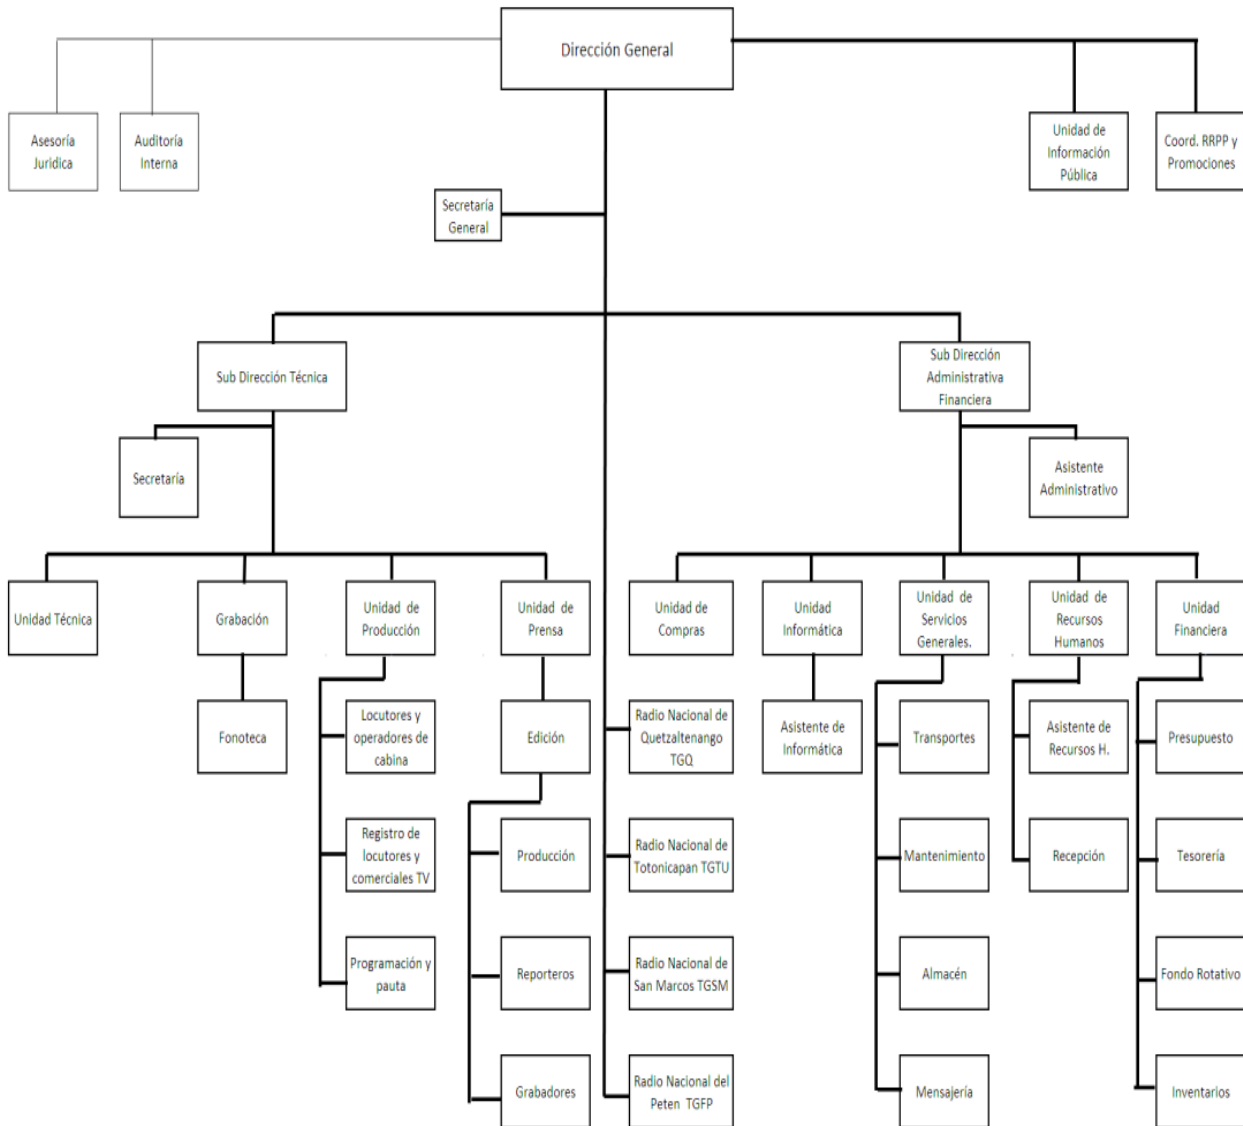 Dirección General
Asesoría
Juridica
Auditoría
Interna
Unidad de
Información
Pública
Coord. RRPP y
Promociones
Secretaría
General
Sub Dirección Técnica
Sub Dirección
Administrativa
Financiera
Secretaría
Asistente
Administrativo
Unidad Técnica
Grabación
Unidad de
Producción
Unidad de
Prensa
Unidad de
Compras
Unidad
Informática
Unidad de
Servicios
Generales.
Unidad de
Recursos
Humanos
Unidad
Financiera
Fonoteca
Locutores y
operadores de
cabina
Edición
Radio Nacional de
Quetzaltenango
TGQ
Asistente de
Informática
Transportes
Asistente de
Recursos H.
Presupuesto
Registro de
locutores y
comerciales TV
Producción
Radio Nacional de
Totonicapan TGTU
Mantenimiento
Recepción
Tesorería
Programación y
pauta
Reporteros
Radio Nacional de
San Marcos TGSM
Almacén
Fondo Rotativo
Grabadores
Radio Nacional del
Peten TGFP
Mensajería
Inventarios